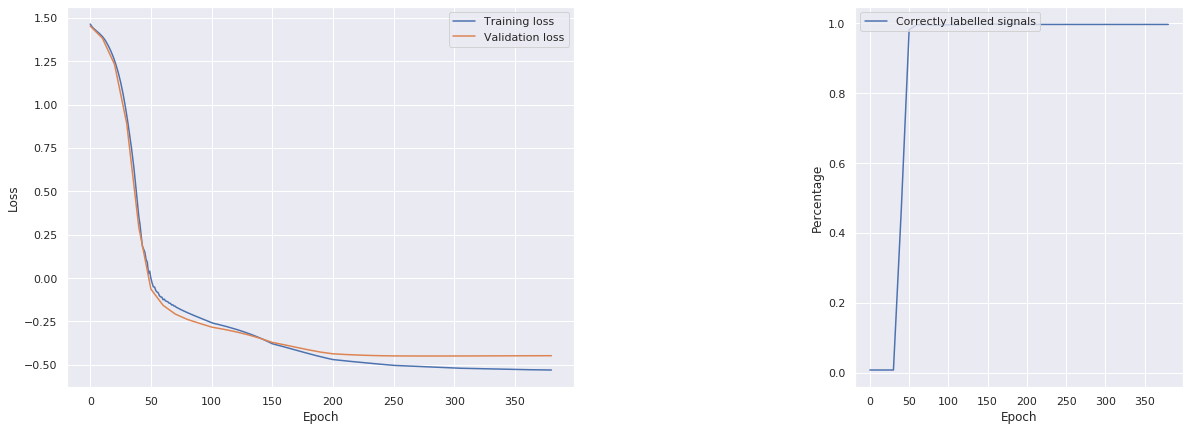 1.50
1.25
1.00
0.75
0.50
0.25
0.00
−0.25
−0.50
Loss
0 50 100 150 200 250 300 350
Epoch
Training loss
Validation loss
1.0
0.8
0.6
0.4
0.2
0.0
Percentage
0 50 100 150 200 250 300 350
Epoch
Correctly labelled signals